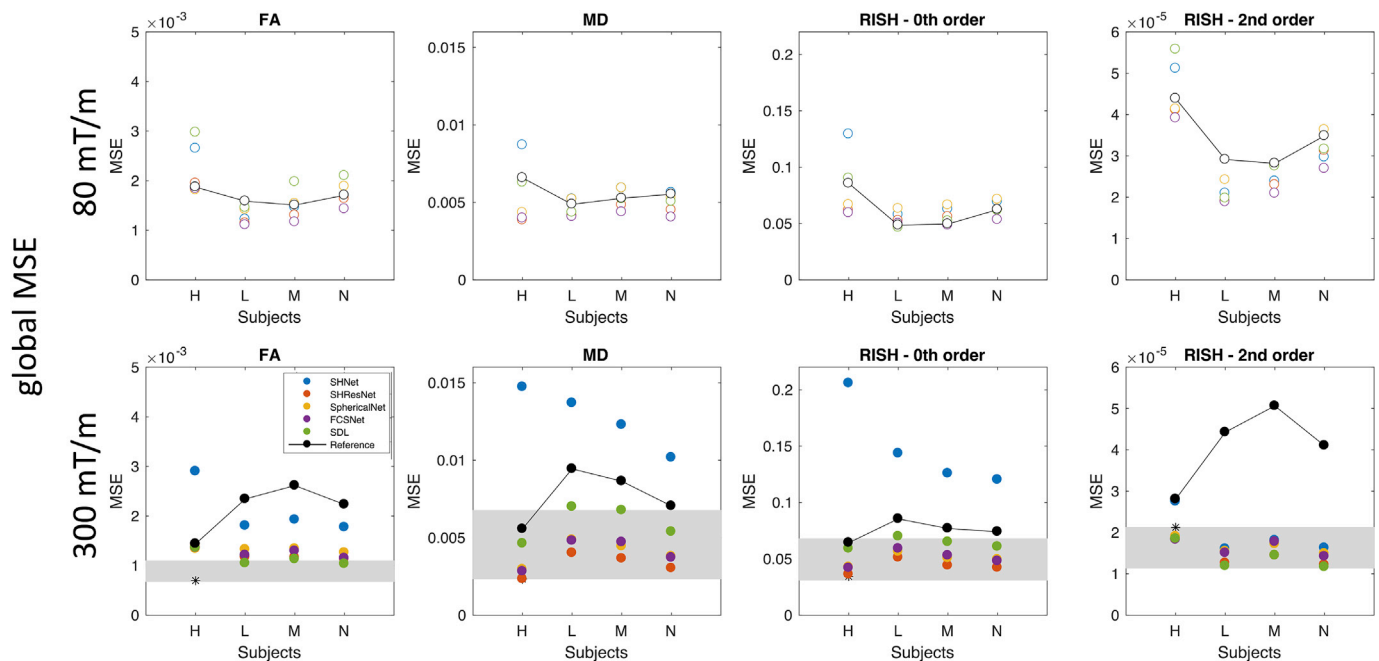 global MSE
80 mT/m
FA
×10⁻³
5
4
3
2
1
0
MSE
H L M N
Subjects
MD
0.015
0.01
0.005
0
MSE
H L M N
Subjects
RISH - 0th order
0.2
0.15
0.1
0.05
0
MSE
H L M N
Subjects
RISH - 2nd order
×10⁻⁵
6
5
4
3
2
1
0
MSE
H L M N
Subjects
300 mT/m
FA
×10⁻³
5
4
3
2
1
0
MSE
SHNet
SHResNet
SphericalNet
FCSNet
SDL
Reference
H L M N
Subjects
MD
0.015
0.01
0.005
0
MSE
H L M N
Subjects
RISH - 0th order
0.2
0.15
0.1
0.05
0
MSE
H L M N
Subjects
RISH - 2nd order
×10⁻⁵
6
5
4
3
2
1
0
MSE
H L M N
Subjects